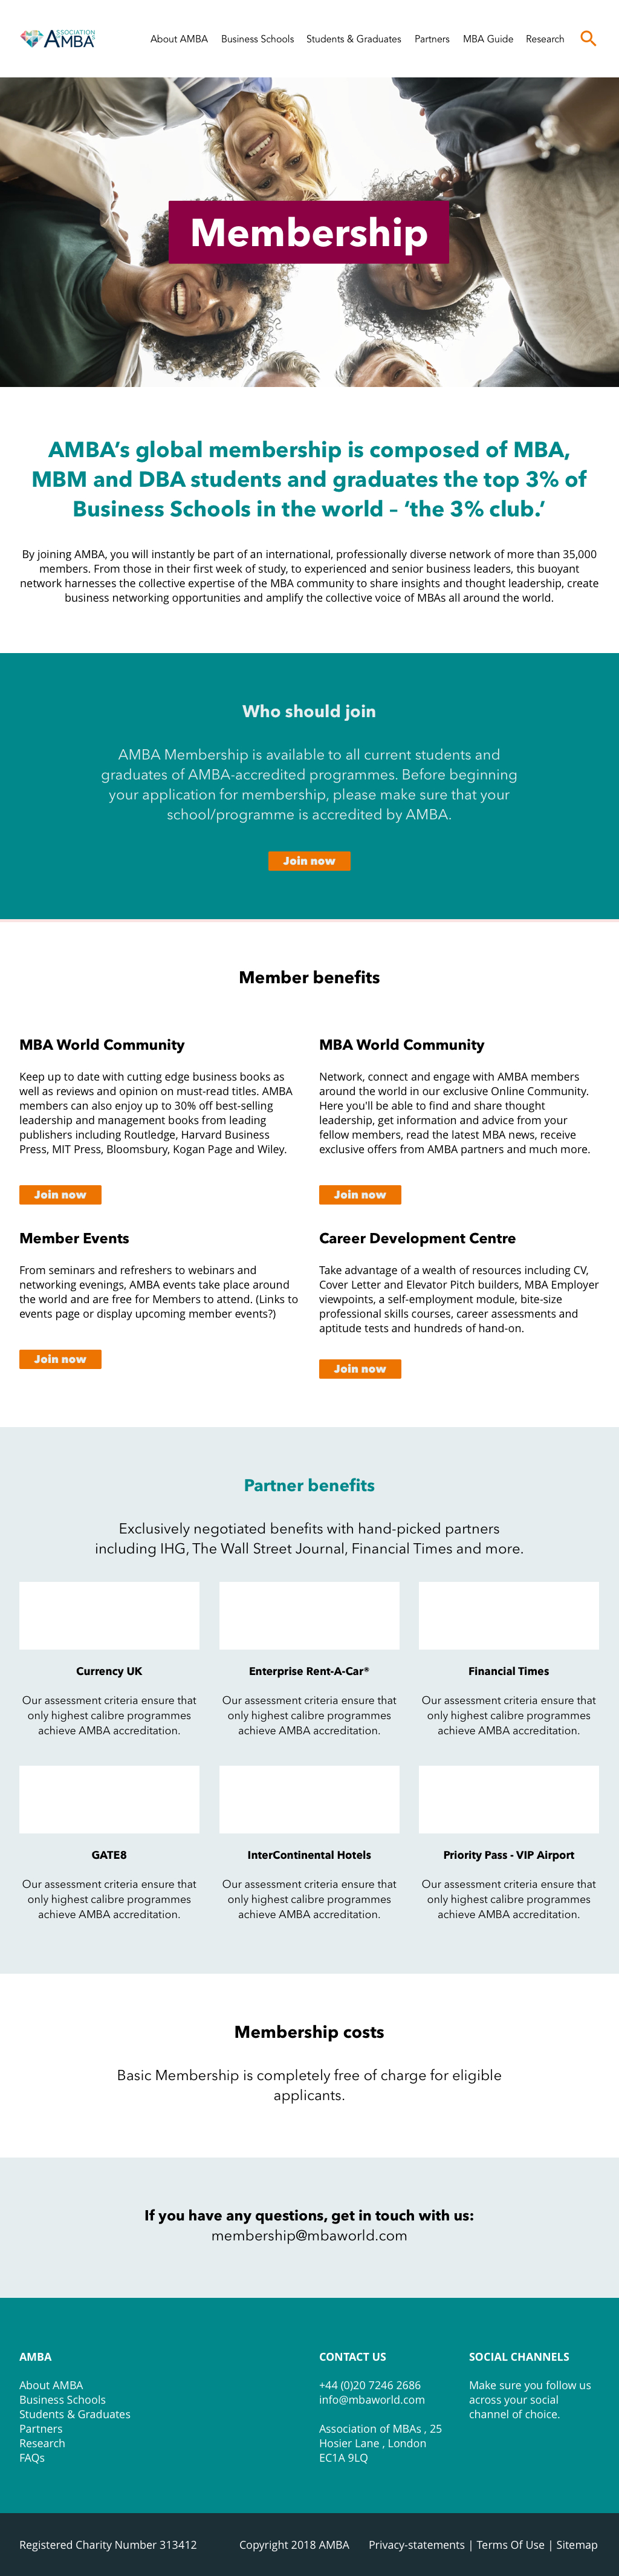 ASSOCIATION
AMBA
About AMBA Business Schools Students & Graduates Partners MBA Guide Research
Membership
AMBA’s global membership is composed of MBA,
MBM and DBA students and graduates the top 3% of
Business Schools in the world – ‘the 3% club.’
By joining AMBA, you will instantly be part of an international, professionally diverse network of more than 35,000
members. From those in their first week of study, to experienced and senior business leaders, this buoyant
network harnesses the collective expertise of the MBA community to share insights and thought leadership, create
business networking opportunities and amplify the collective voice of MBAs all around the world.
Who should join
AMBA Membership is available to all current students and
graduates of AMBA-accredited programmes. Before beginning
your application for membership, please make sure that your
school/programme is accredited by AMBA.
Join now
Member benefits
MBA World Community
Keep up to date with cutting edge business books as
well as reviews and opinion on must-read titles. AMBA
members can also enjoy up to 30% off best-selling
leadership and management books from leading
publishers including Routledge, Harvard Business
Press, MIT Press, Bloomsbury, Kogan Page and Wiley.
Join now
MBA World Community
Network, connect and engage with AMBA members
around the world in our exclusive Online Community.
Here you'll be able to find and share thought
leadership, get information and advice from your
fellow members, read the latest MBA news, receive
exclusive offers from AMBA partners and much more.
Join now
Member Events
From seminars and refreshers to webinars and
networking evenings, AMBA events take place around
the world and are free for Members to attend. (Links to
events page or display upcoming member events?)
Join now
Career Development Centre
Take advantage of a wealth of resources including CV,
Cover Letter and Elevator Pitch builders, MBA Employer
viewpoints, a self-employment module, bite-size
professional skills courses, career assessments and
aptitude tests and hundreds of hand-on.
Join now
Partner benefits
Exclusively negotiated benefits with hand-picked partners
including IHG, The Wall Street Journal, Financial Times and more.
Currency UK
Our assessment criteria ensure that
only highest calibre programmes
achieve AMBA accreditation.
Enterprise Rent-A-Car®
Our assessment criteria ensure that
only highest calibre programmes
achieve AMBA accreditation.
Financial Times
Our assessment criteria ensure that
only highest calibre programmes
achieve AMBA accreditation.
GATE8
Our assessment criteria ensure that
only highest calibre programmes
achieve AMBA accreditation.
InterContinental Hotels
Our assessment criteria ensure that
only highest calibre programmes
achieve AMBA accreditation.
Priority Pass - VIP Airport
Our assessment criteria ensure that
only highest calibre programmes
achieve AMBA accreditation.
Membership costs
Basic Membership is completely free of charge for eligible
applicants.
If you have any questions, get in touch with us:
membership@mbaworld.com
AMBA
About AMBA
Business Schools
Students & Graduates
Partners
Research
FAQs
CONTACT US
+44 (0)20 7246 2686
info@mbaworld.com
Association of MBAs , 25
Hosier Lane , London
EC1A 9LQ
SOCIAL CHANNELS
Make sure you follow us
across your social
channel of choice.
Registered Charity Number 313412 Copyright 2018 AMBA Privacy-statements | Terms Of Use | Sitemap